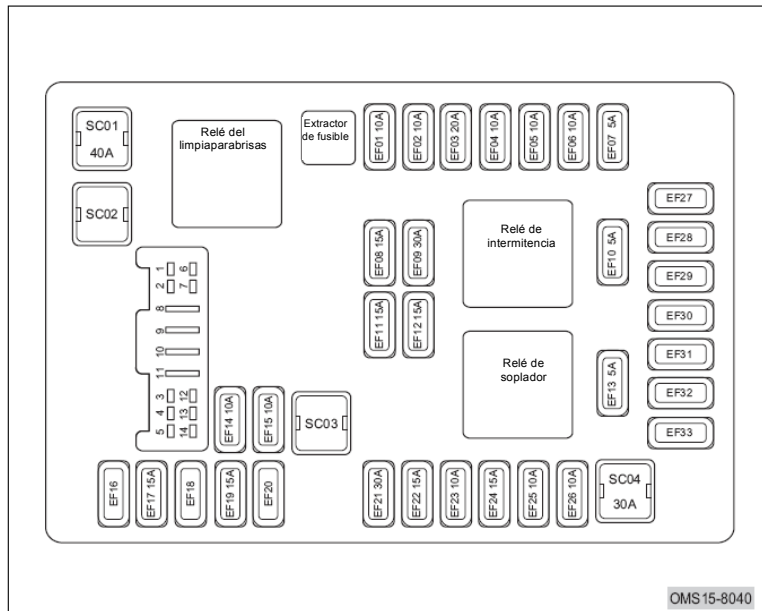 SC01
40A
SC02
Relé del
limpiaparabrisas
Extractor
de fusible
EF01 10A
EF02 10A
EF03 20A
EF04 10A
EF05 10A
EF06 10A
EF07 5A
EF08 15A
EF09 30A
Relé de
intermitencia
EF10 5A
EF27
EF28
EF29
EF30
EF31
EF32
EF33
EF11 15A
EF12 15A
Relé de
soplador
EF13 5A
1
6
2
7
8
9
10
11
3
12
4
13
5
14
EF14 10A
EF15 10A
SC03
EF16
EF17 15A
EF18
EF19 15A
EF20
EF21 30A
EF22 15A
EF23 10A
EF24 15A
EF25 10A
EF26 10A
SC04
30A
OMS15-8040